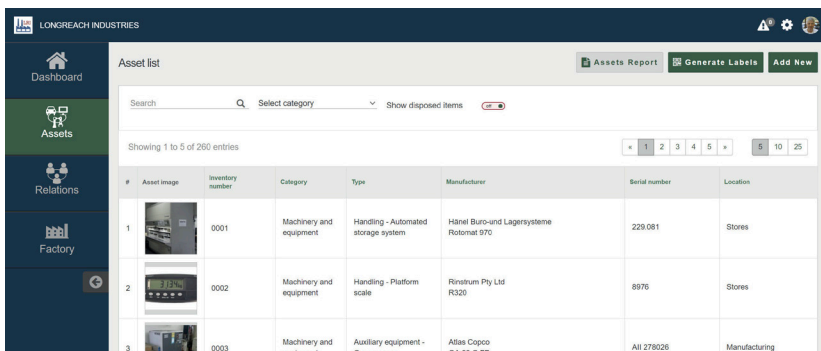 LONGREACH INDUSTRIES
Dashboard
Assets
Relations
Factory
Asset list
Assets Report
Generate Labels
Add New
Search
Select category
Show disposed items
off
Showing 1 to 5 of 260 entries
« 1 2 3 4 5 »
5 10 25
# Asset image Inventory number Category Type Manufacturer Serial number Location
1 0001 Machinery and equipment Handling - Automated storage system Hänel Buro-und Lagersysteme Rotomat 970 229.081 Stores
2 0002 Machinery and equipment Handling - Platform scale Rinstrum Pty Ltd R320 8976 Stores
3 0003 Machinery and Auxiliary equipment - Atlas Copco All 278026 Manufacturing